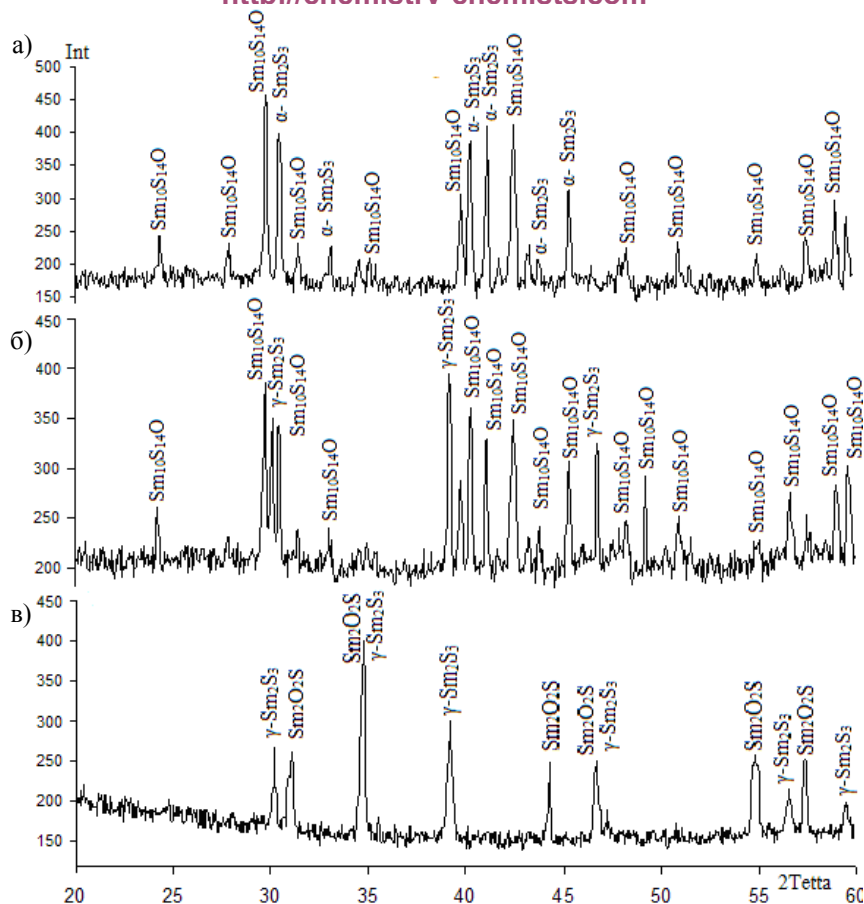 http://chemistry-chemists.com
а)
Int
500
450
400
350
300
250
200
150
Sm₁₀S₁₄O
Sm₁₀S₁₄O
Sm₁₀S₁₄O
α- Sm₂S₃
Sm₁₀S₁₄O
α- Sm₂S₃
Sm₁₀S₁₄O
Sm₁₀S₁₄O
α- Sm₂S₃
α- Sm₂S₃
Sm₁₀S₁₄O
α- Sm₂S₃
α- Sm₂S₃
Sm₁₀S₁₄O
Sm₁₀S₁₄O
Sm₁₀S₁₄O
Sm₁₀S₁₄O
Sm₁₀S₁₄O
б)
450
400
350
300
250
200
Sm₁₀S₁₄O
Sm₁₀S₁₄O
γ-Sm₂S₃
Sm₁₀S₁₄O
Sm₁₀S₁₄O
γ-Sm₂S₃
Sm₁₀S₁₄O
Sm₁₀S₁₄O
Sm₁₀S₁₄O
Sm₁₀S₁₄O
Sm₁₀S₁₄O
γ-Sm₂S₃
Sm₁₀S₁₄O
Sm₁₀S₁₄O
Sm₁₀S₁₄O
Sm₁₀S₁₄O
Sm₁₀S₁₄O
Sm₁₀S₁₄O
Sm₁₀S₁₄O
в)
450
400
350
300
250
200
150
γ-Sm₂S₃
Sm₂O₂S
Sm₂O₂S
γ-Sm₂S₃
γ-Sm₂S₃
Sm₂O₂S
Sm₂O₂S
γ-Sm₂S₃
Sm₂O₂S
γ-Sm₂S₃
Sm₂O₂S
γ-Sm₂S₃
20 25 30 35 40 45 50 55 60
2Tetta